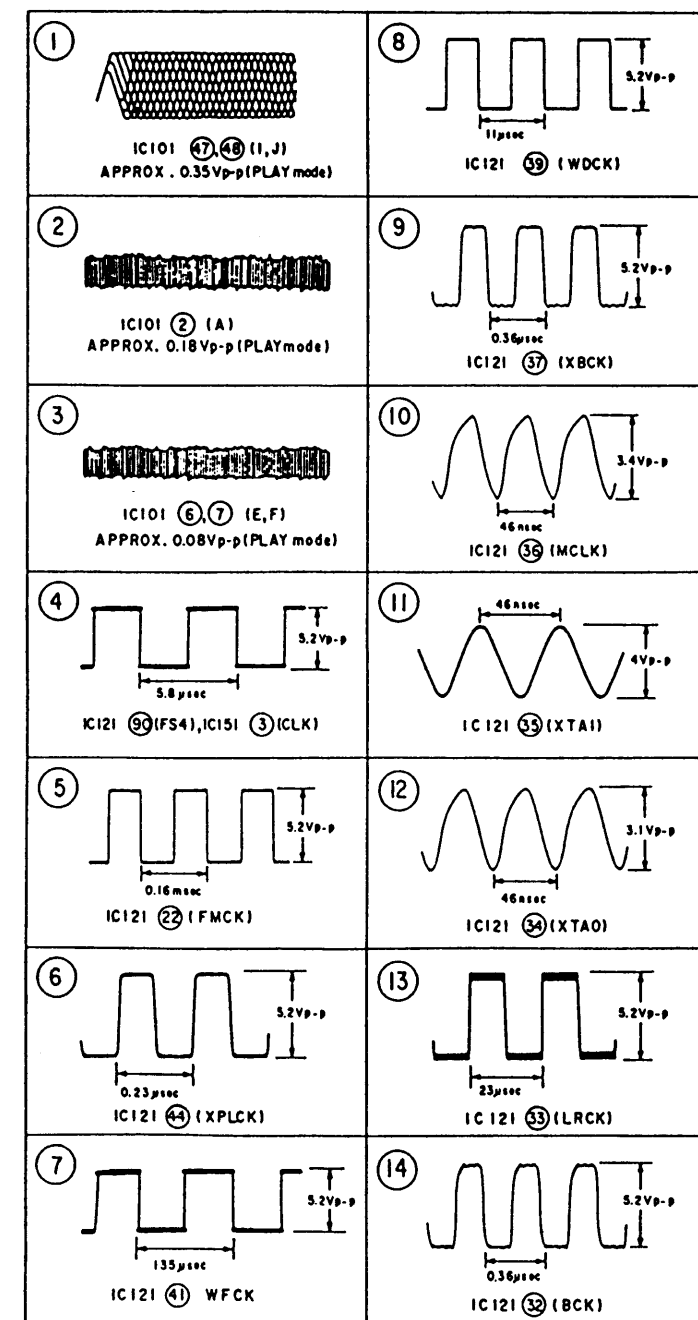 1
IC101 47, 48 (I, J)
APPROX. 0.35Vp-p (PLAY mode)
2
IC101 2 (A)
APPROX. 0.18Vp-p (PLAY mode)
3
IC101 6, 7 (E, F)
APPROX. 0.08Vp-p (PLAY mode)
4
5.2Vp-p
5.8µsec
IC121 90 (FS4), IC151 3 (CLK)
5
5.2Vp-p
0.16msec
IC121 22 (FMCK)
6
5.2Vp-p
0.23µsec
IC121 44 (XPLCK)
7
5.2Vp-p
135µsec
IC121 41 WFCK
8
5.2Vp-p
11µsec
IC121 39 (WDCK)
9
5.2Vp-p
0.36µsec
IC121 37 (XBCK)
10
3.4Vp-p
46nsec
IC121 36 (MCLK)
11
46nsec
4Vp-p
IC121 35 (XTAI)
12
3.1Vp-p
46nsec
IC121 34 (XTAO)
13
5.2Vp-p
23µsec
IC121 33 (LRCK)
14
5.2Vp-p
0.36µsec
IC121 32 (BCK)